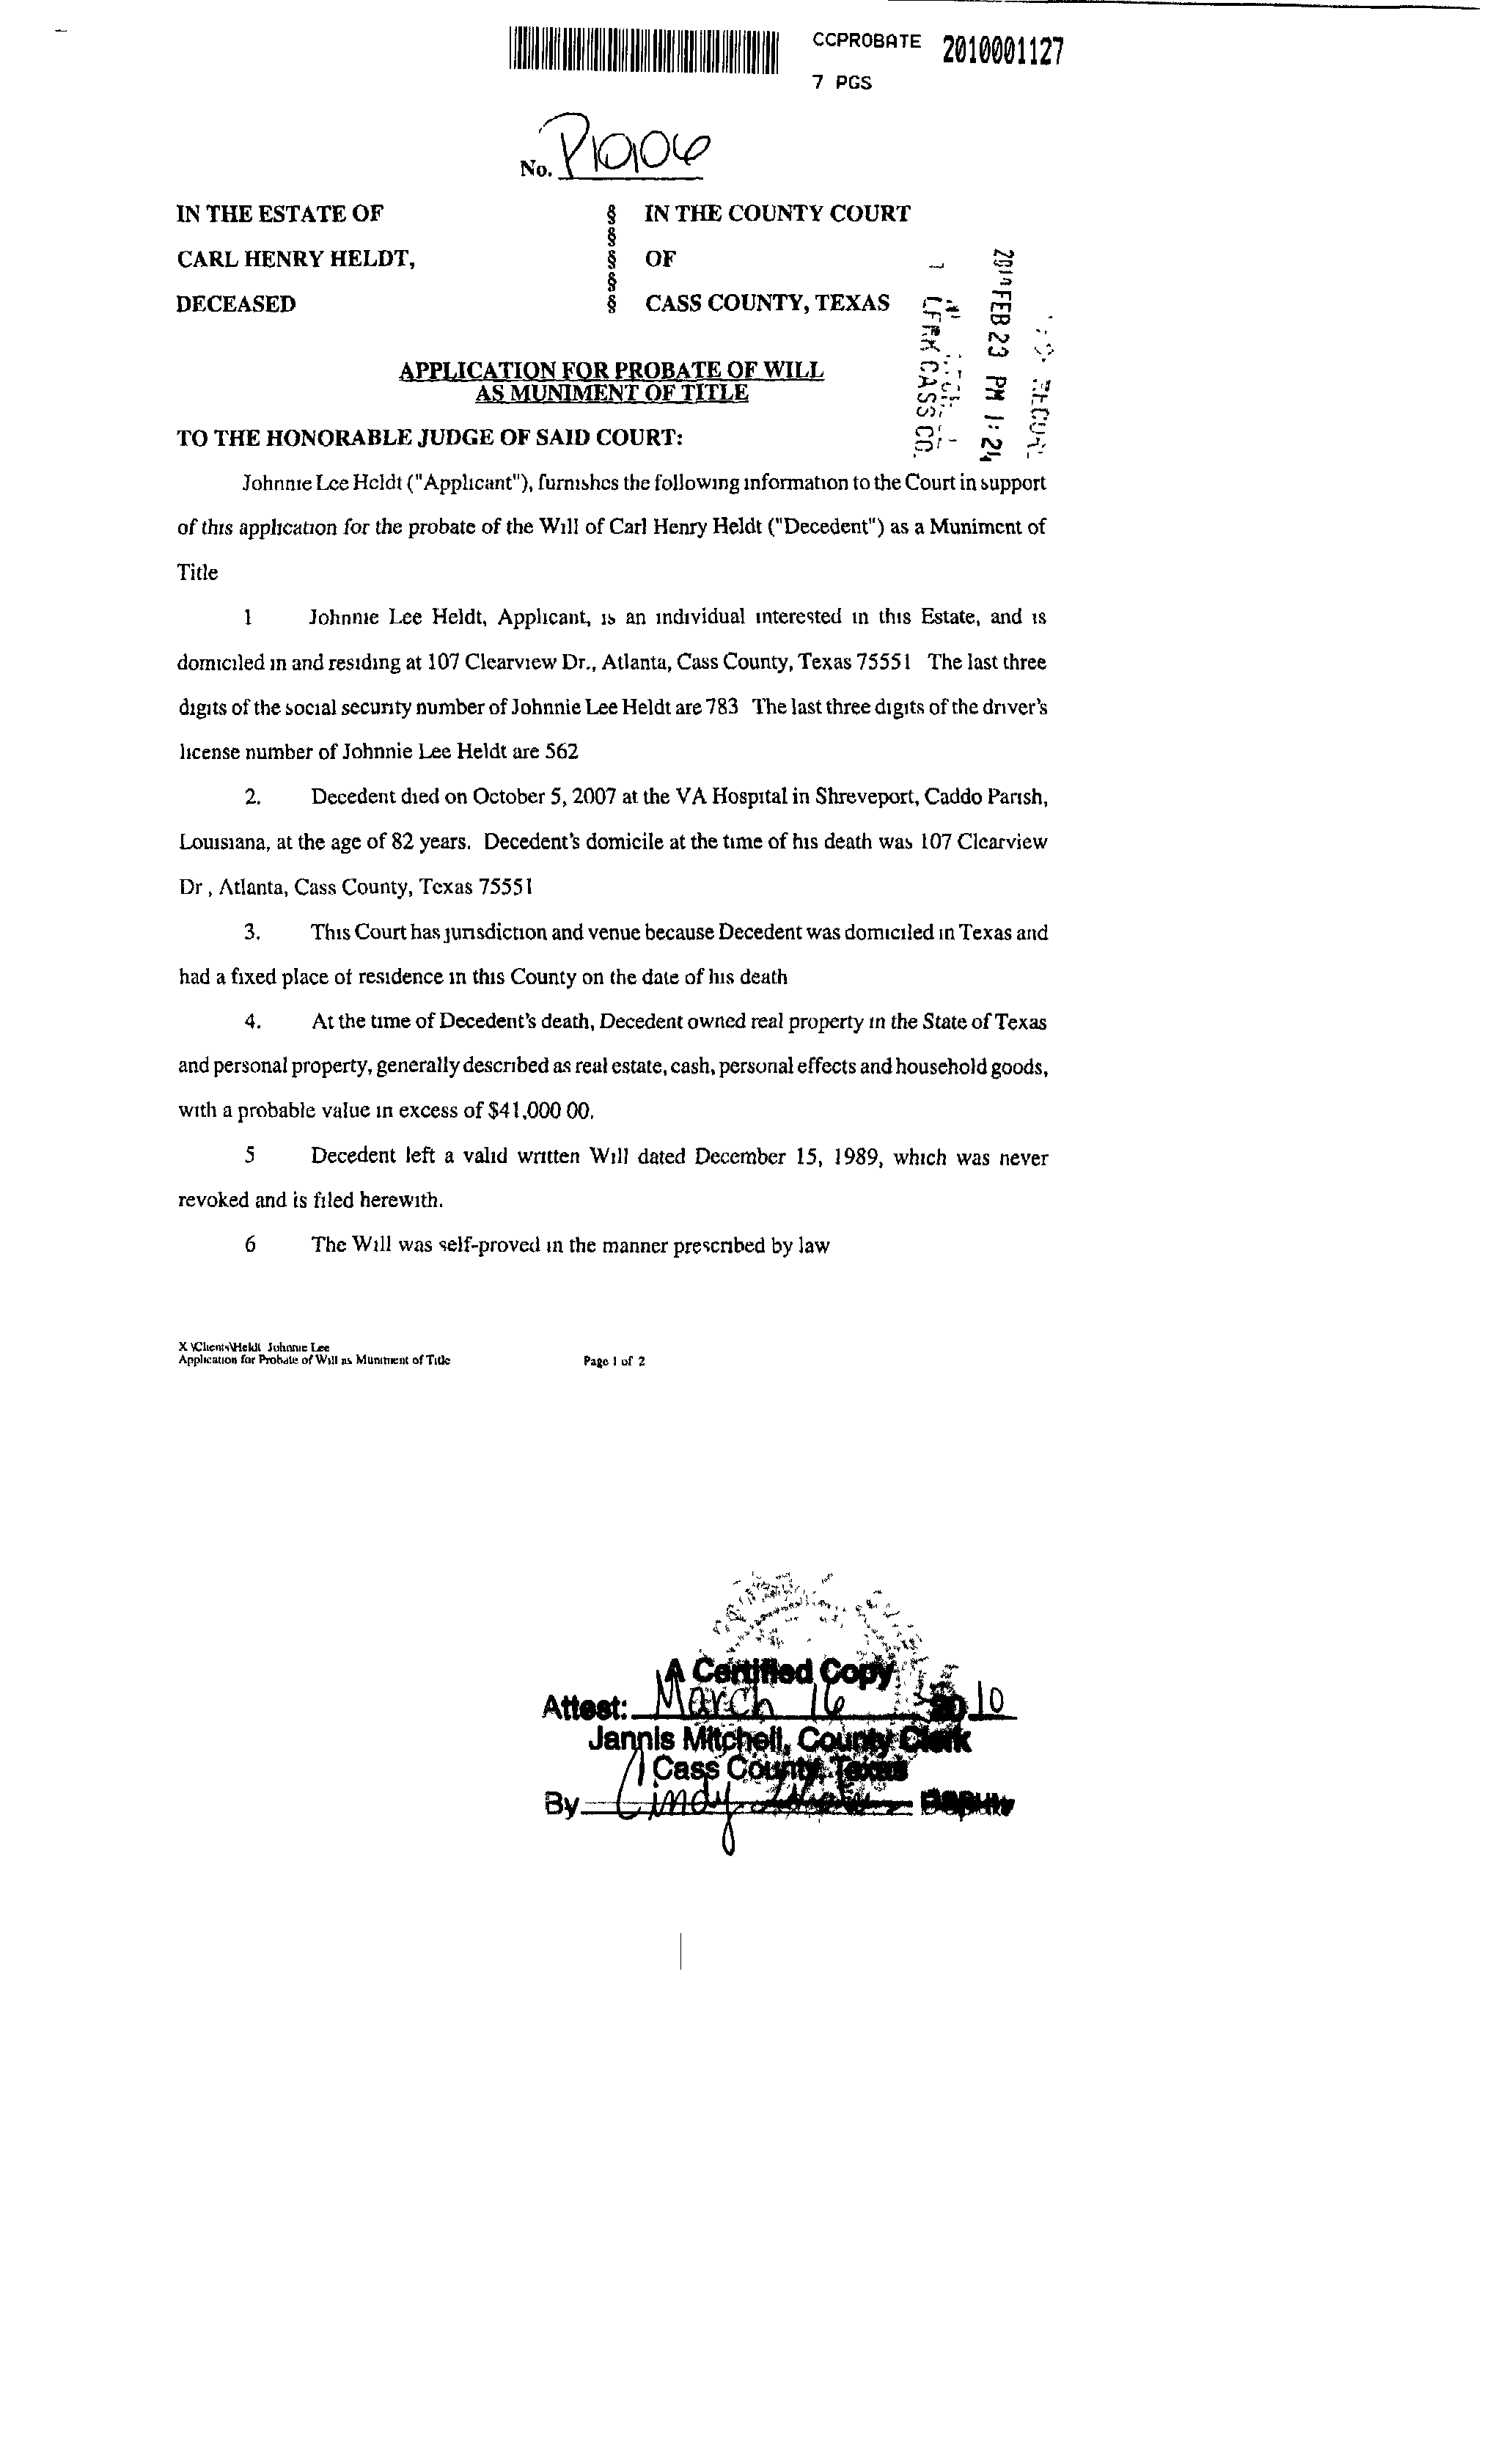 CCPROBATE 2010001127
7 PGS
No. P10106
IN THE ESTATE OF § IN THE COUNTY COURT
§
CARL HENRY HELDT, § OF
§
DECEASED § CASS COUNTY, TEXAS
2010 FEB 23 PM 1:24
CLERK CASS CO.
APPLICATION FOR PROBATE OF WILL
AS MUNIMENT OF TITLE
TO THE HONORABLE JUDGE OF SAID COURT:
Johnnie Lee Heldt ("Applicant"), furnishes the following information to the Court in support
of this application for the probate of the Will of Carl Henry Heldt ("Decedent") as a Muniment of
Title
1 Johnnie Lee Heldt, Applicant, is an individual interested in this Estate, and is
domiciled in and residing at 107 Clearview Dr., Atlanta, Cass County, Texas 75551 The last three
digits of the social security number of Johnnie Lee Heldt are 783 The last three digits of the driver's
license number of Johnnie Lee Heldt are 562
2. Decedent died on October 5, 2007 at the VA Hospital in Shreveport, Caddo Parish,
Louisiana, at the age of 82 years. Decedent's domicile at the time of his death was 107 Clearview
Dr , Atlanta, Cass County, Texas 75551
3. This Court has jurisdiction and venue because Decedent was domiciled in Texas and
had a fixed place of residence in this County on the date of his death
4. At the time of Decedent's death, Decedent owned real property in the State of Texas
and personal property, generally described as real estate, cash, personal effects and household goods,
with a probable value in excess of $41,000 00.
5 Decedent left a valid written Will dated December 15, 1989, which was never
revoked and is filed herewith.
6 The Will was self-proved in the manner prescribed by law
X \Clients\Heldt Johnnie Lee
Application for Probate of Will as Muniment of Title Page 1 of 2
A Certified Copy
Attest: March 16 2010
Jannis Mitchell, County Clerk
Cass County, Texas
By Cindy Deputy